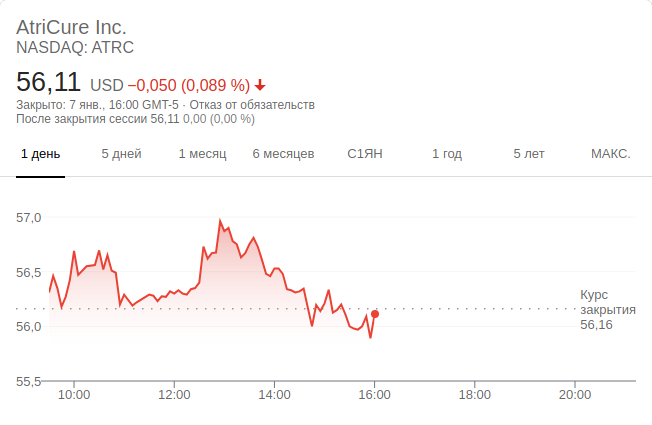 AtriCure Inc.
NASDAQ: ATRC
56,11 USD −0,050 (0,089 %)
Закрыто: 7 янв., 16:00 GMT-5 · Отказ от обязательств
После закрытия сессии 56,11 0,00 (0,00 %)
1 день 5 дней 1 месяц 6 месяцев С1ЯН 1 год 5 лет МАКС.
57,0
56,5
Курс
закрытия
56,16
56,0
55,5
10:00 12:00 14:00 16:00 18:00 20:00